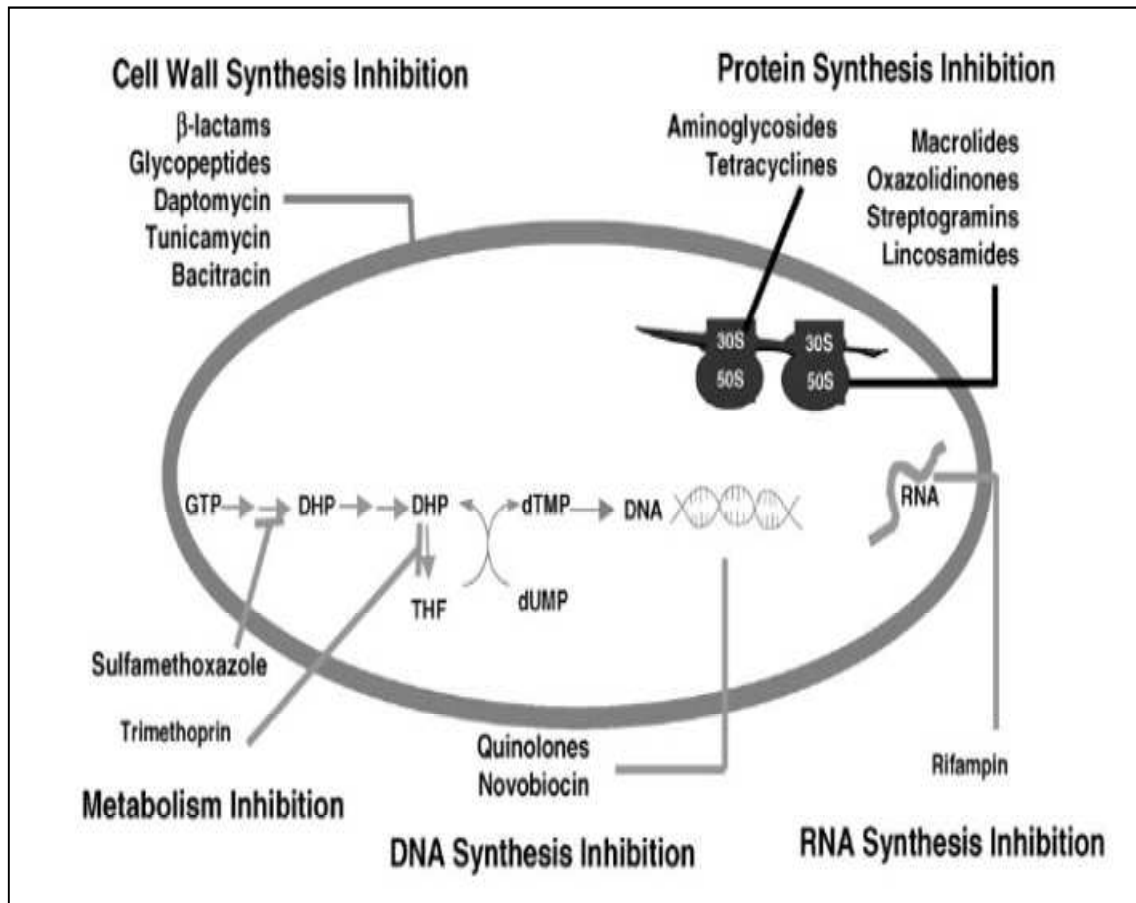 Cell Wall Synthesis Inhibition
β-lactams
Glycopeptides
Daptomycin
Tunicamycin
Bacitracin
Protein Synthesis Inhibition
Aminoglycosides
Tetracyclines
Macrolides
Oxazolidinones
Streptogramins
Lincosamides
30S
30S
50S
50S
GTP
DHP
DHP
dTMP
DNA
RNA
THF
dUMP
Sulfamethoxazole
Trimethoprin
Metabolism Inhibition
Quinolones
Novobiocin
DNA Synthesis Inhibition
Rifampin
RNA Synthesis Inhibition